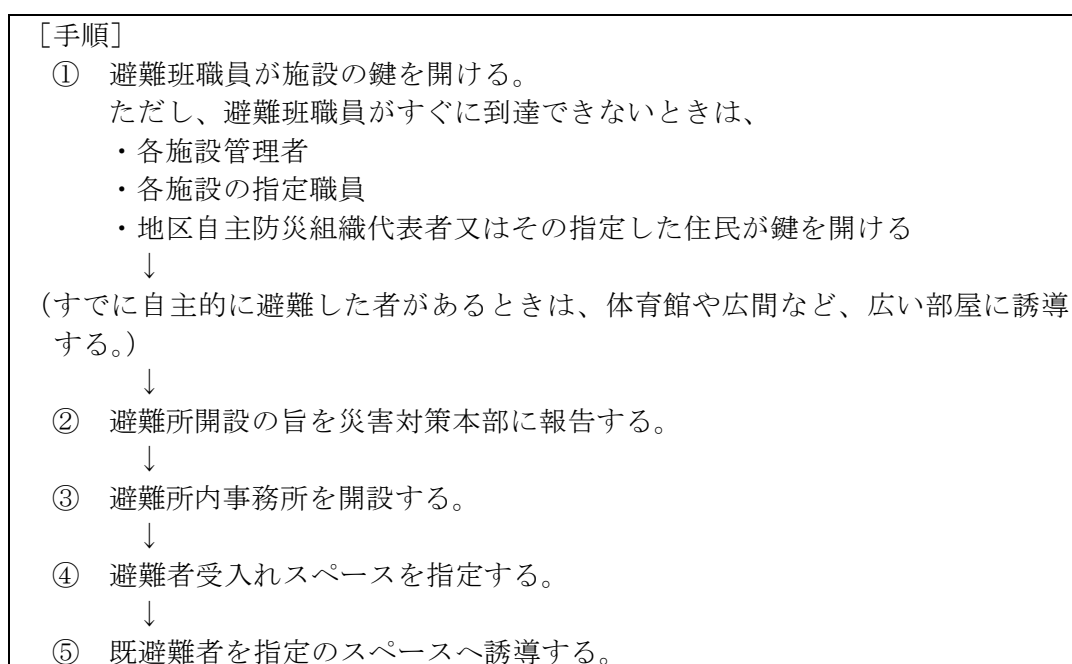 ［手順］
① 避難班職員が施設の鍵を開ける。
ただし、避難班職員がすぐに到達できないときは、
・各施設管理者
・各施設の指定職員
・地区自主防災組織代表者又はその指定した住民が鍵を開ける
↓
（すでに自主的に避難した者があるときは、体育館や広間など、広い部屋に誘導
する。）
↓
② 避難所開設の旨を災害対策本部に報告する。
↓
③ 避難所内事務所を開設する。
↓
④ 避難者受入れスペースを指定する。
↓
⑤ 既避難者を指定のスペースへ誘導する。